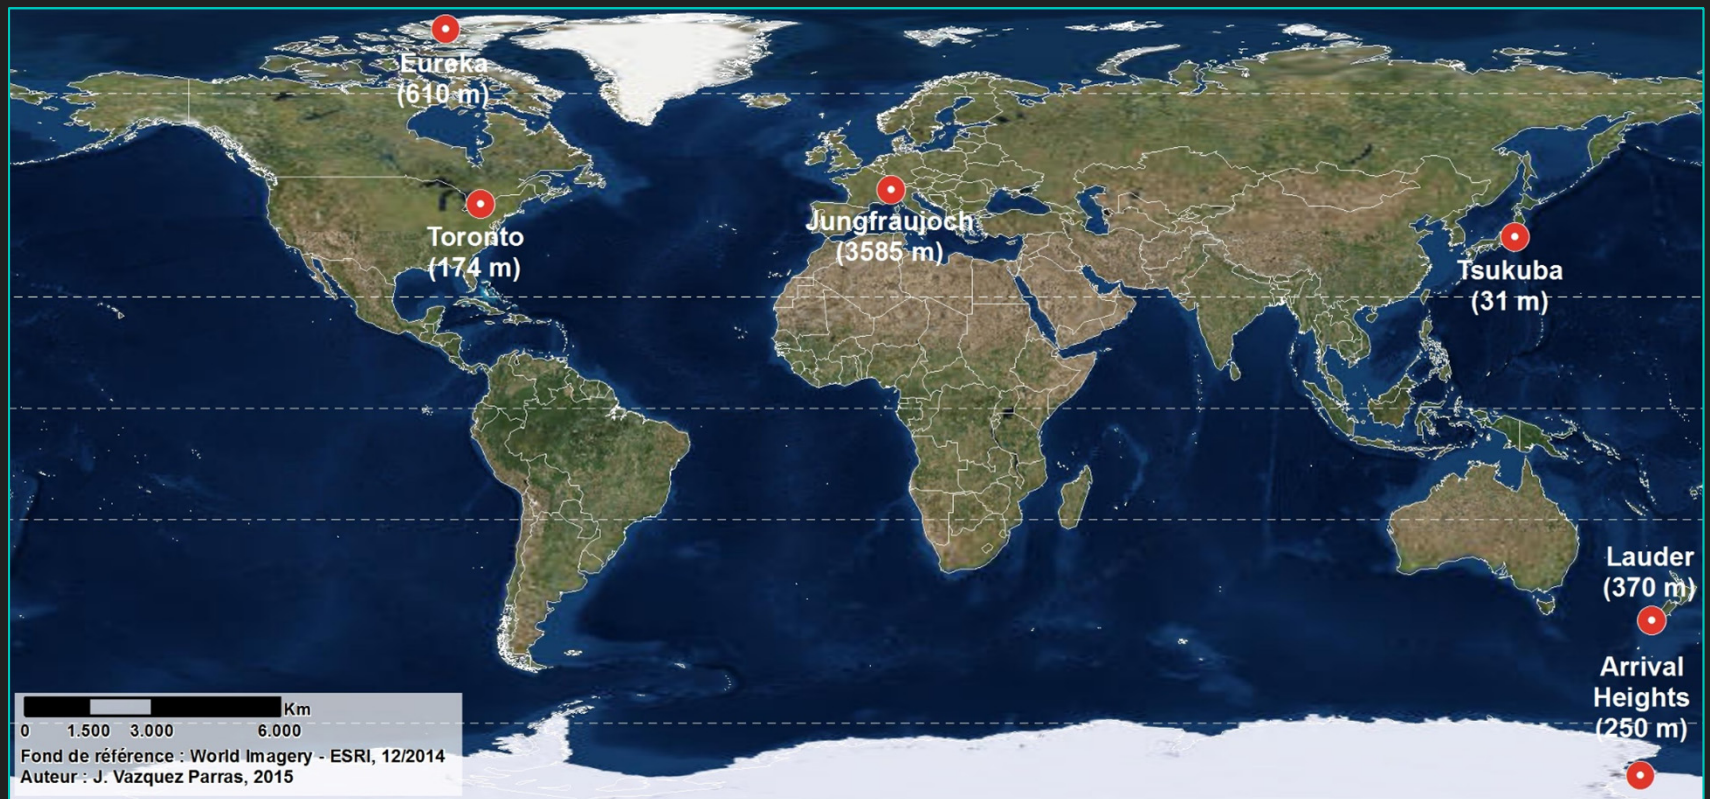 Eureka
(610 m)
Toronto
(174 m)
Jungfraujoch
(3585 m)
Tsukuba
(31 m)
Lauder
(370 m)
Arrival
Heights
(250 m)
Km
0 1.500 3.000 6.000
Fond de référence : World Imagery - ESRI, 12/2014
Auteur : J. Vazquez Parras, 2015